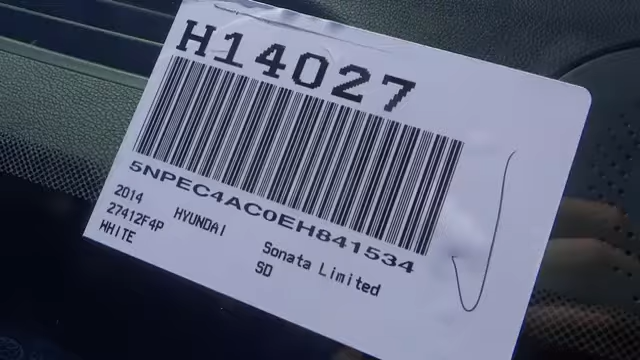 H14027
5NPEC4AC0EH841534
2014 HYUNDAI Sonata Limited
27412F4P SD
WHITE